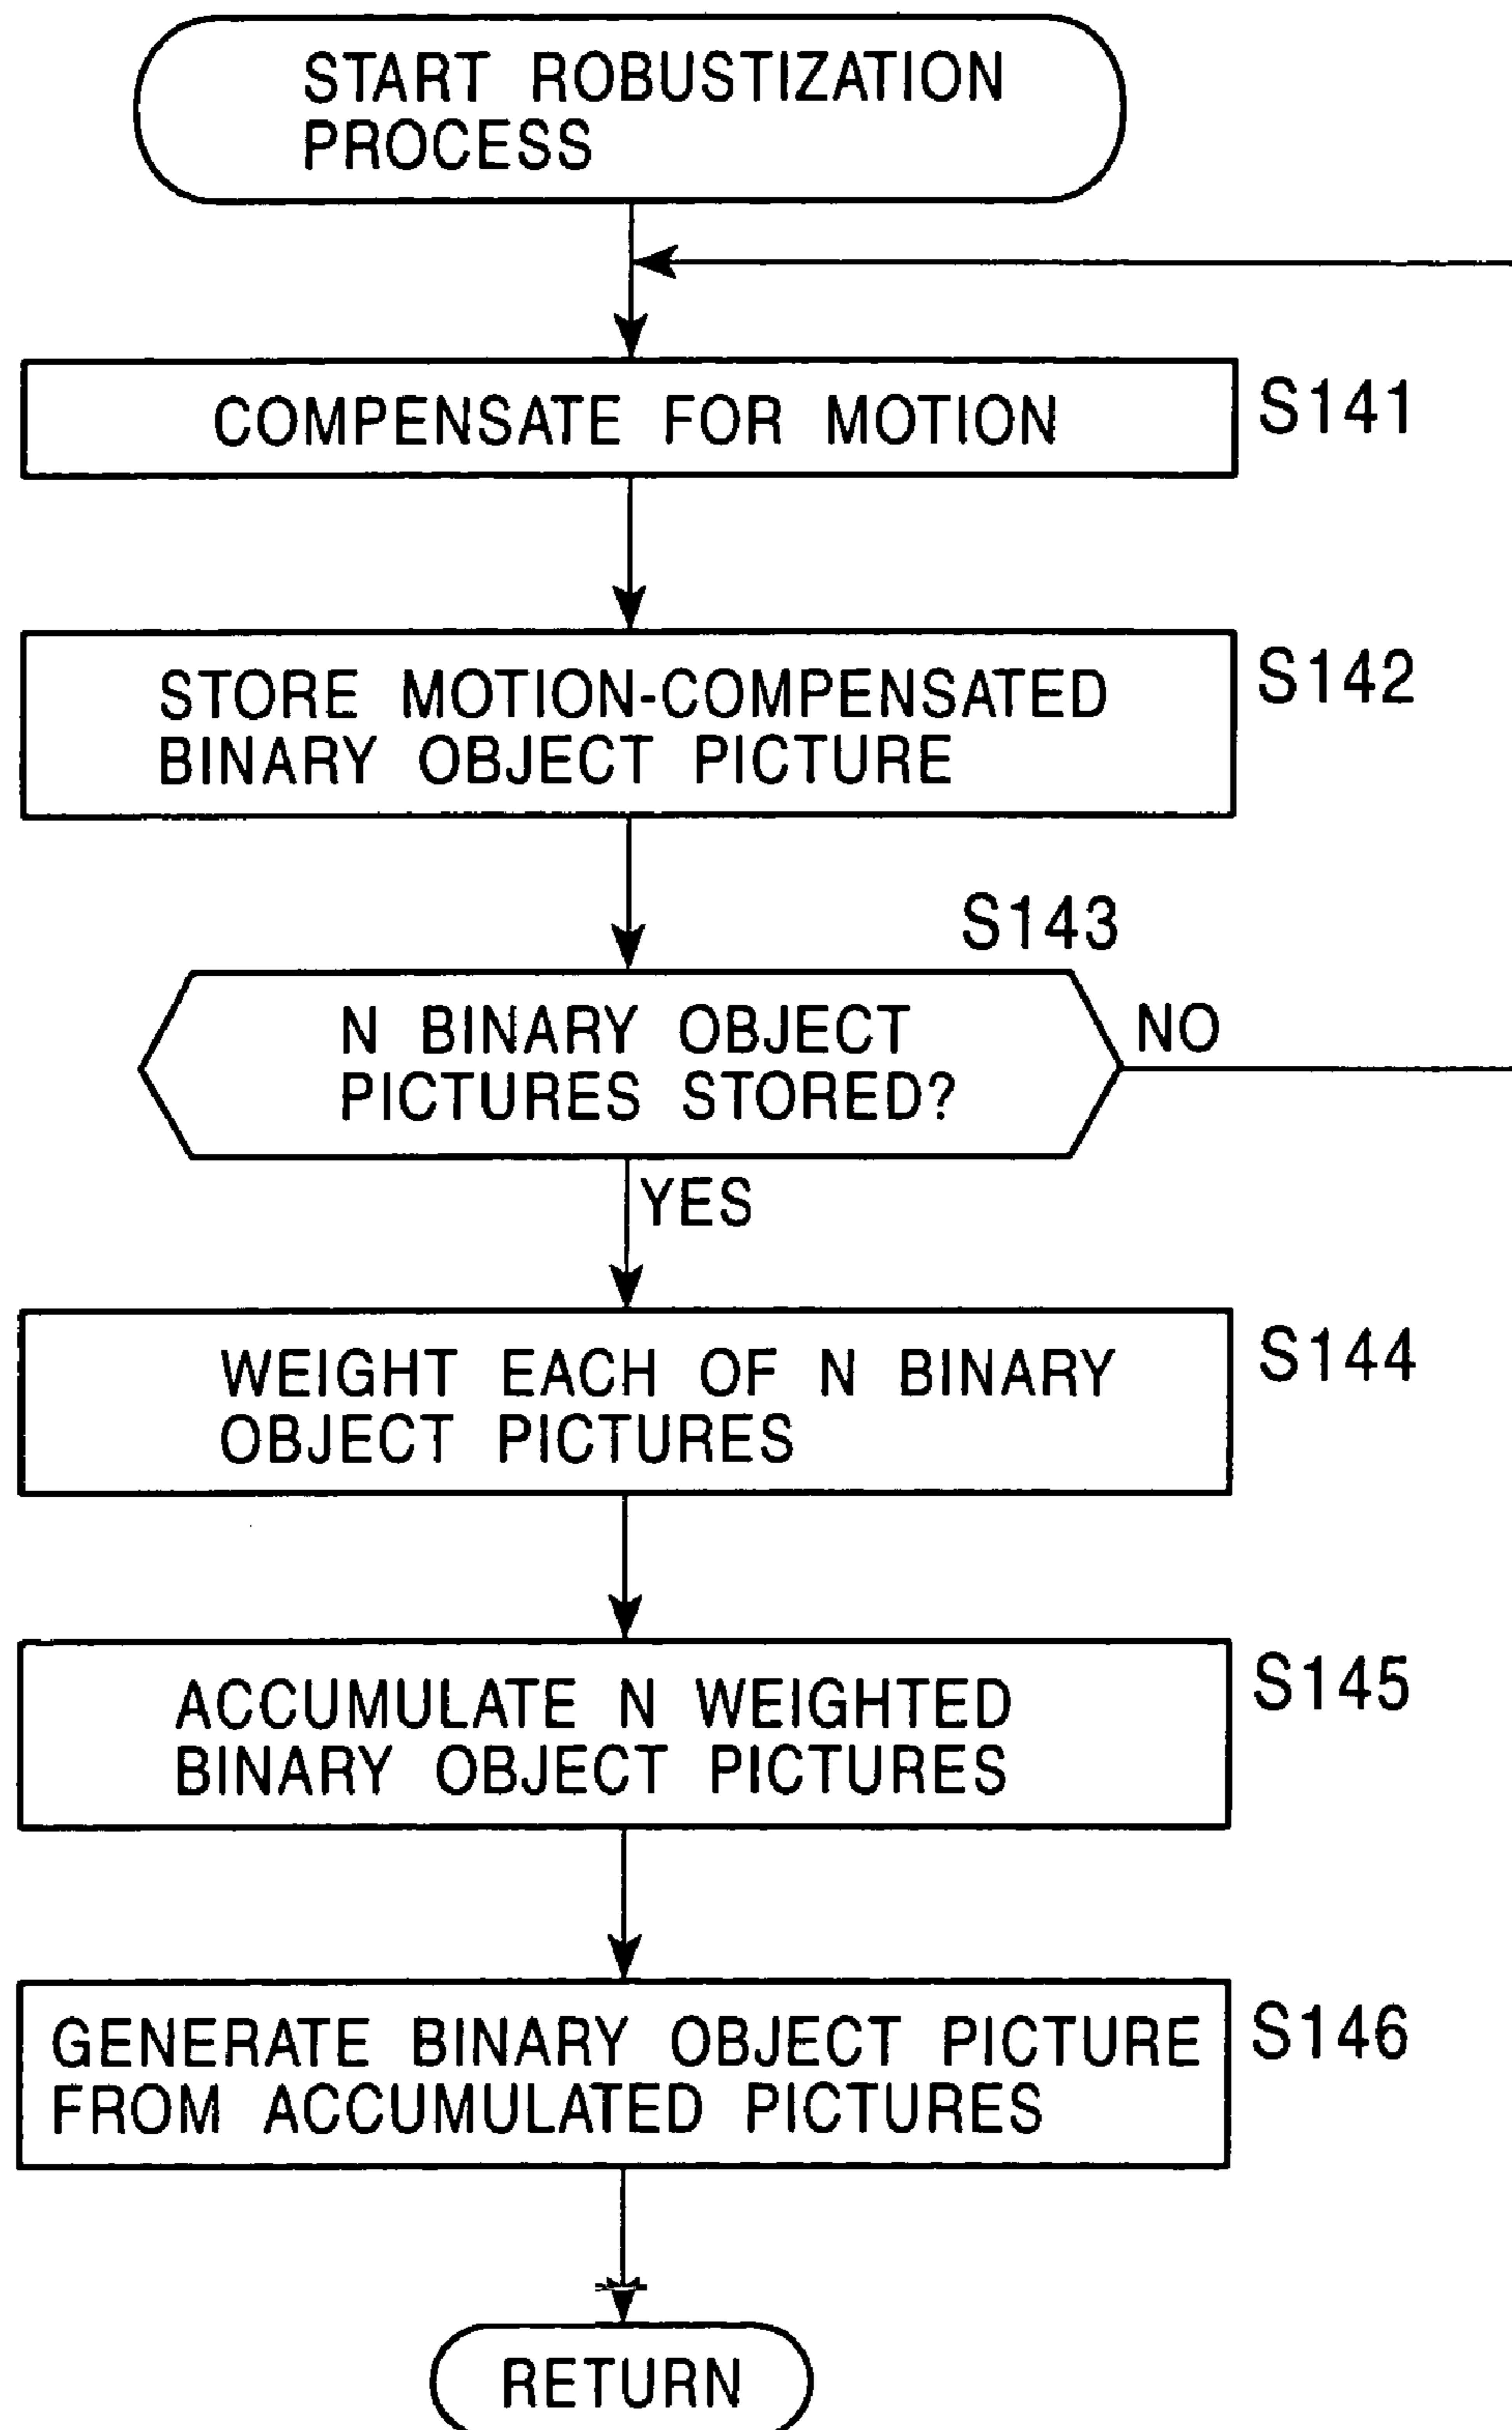 START ROBUSTIZATION
PROCESS
COMPENSATE FOR MOTION
S141
STORE MOTION-COMPENSATED
BINARY OBJECT PICTURE
S142
S143
N BINARY OBJECT
PICTURES STORED?
NO
YES
WEIGHT EACH OF N BINARY
OBJECT PICTURES
S144
ACCUMULATE N WEIGHTED
BINARY OBJECT PICTURES
S145
GENERATE BINARY OBJECT PICTURE
FROM ACCUMULATED PICTURES
S146
RETURN